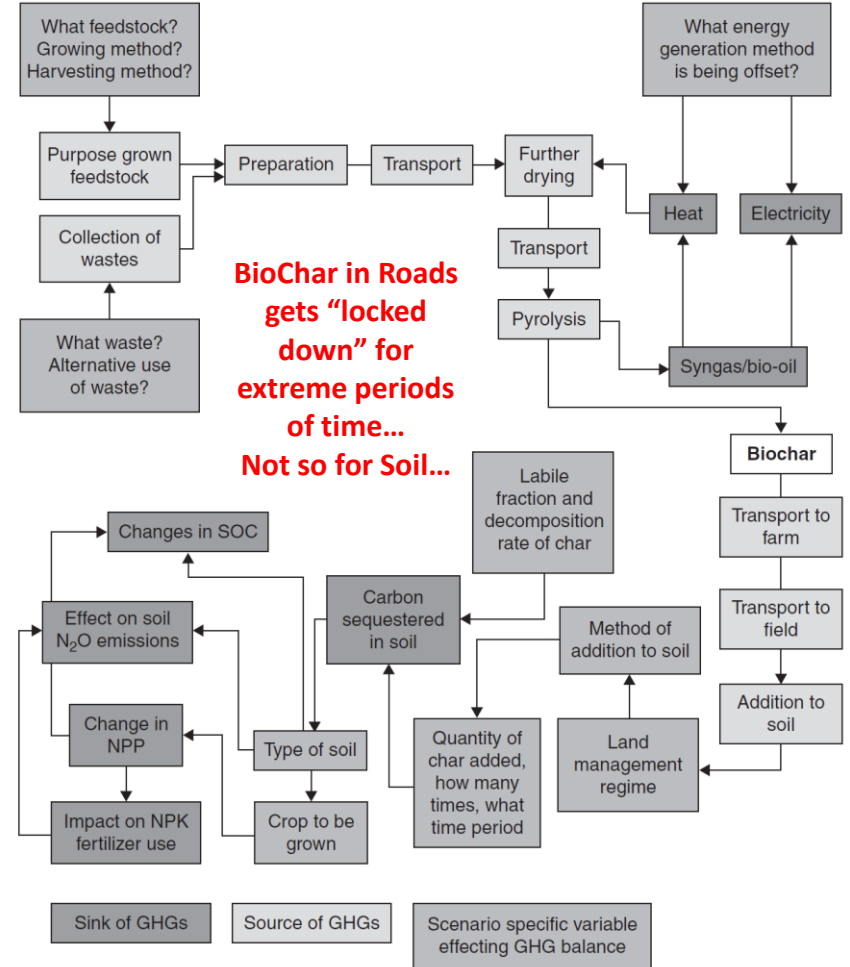 What feedstock?
Growing method?
Harvesting method?
What energy
generation method
is being offset?
Purpose grown
feedstock
Preparation
Transport
Further
drying
Heat
Electricity
Collection of
wastes
Transport
BioChar in Roads
gets “locked
down” for
extreme periods
of time…
Not so for Soil…
Pyrolysis
What waste?
Alternative use
of waste?
Syngas/bio-oil
Biochar
Labile
fraction and
decomposition
rate of char
Transport to
farm
Changes in SOC
Carbon
sequestered
in soil
Effect on soil
N₂O emissions
Method of
addition to soil
Transport to
field
Change in
NPP
Type of soil
Quantity of
char added,
how many
times, what
time period
Land
management
regime
Addition to
soil
Impact on NPK
fertilizer use
Crop to be
grown
Sink of GHGs
Source of GHGs
Scenario specific variable
effecting GHG balance